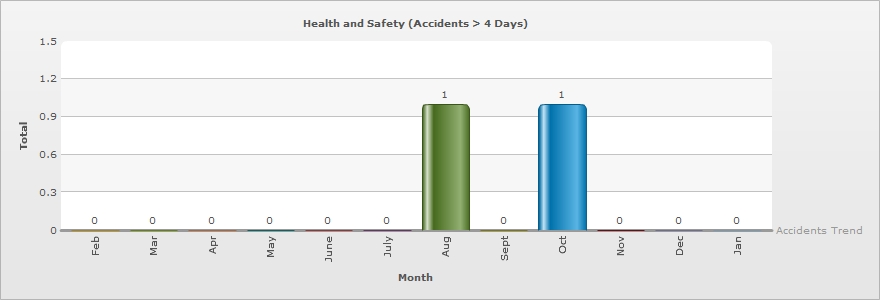 Health and Safety (Accidents > 4 Days)
Total
1.5
1.2
0.9
0.6
0.3
0
0 0 0 0 0 0 1 0 1 0 0 0
Accidents Trend
Feb Mar Apr May June July Aug Sept Oct Nov Dec Jan
Month